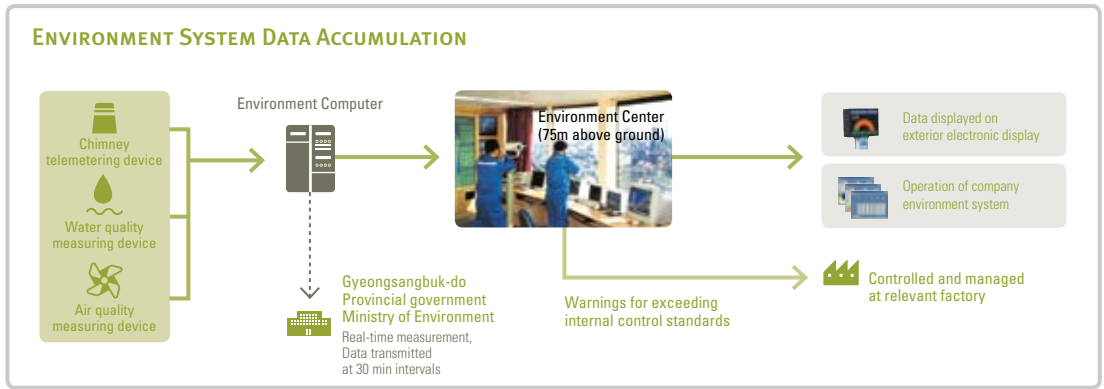 ENVIRONMENT SYSTEM DATA ACCUMULATION
Chimney
telemetering device
Water quality
measuring device
Air quality
measuring device
Environment Computer
Gyeongsangbuk-do
Provincial government
Ministry of Environment
Real-time measurement,
Data transmitted
at 30 min intervals
Environment Center
(75m above ground)
Warnings for exceeding
internal control standards
Data displayed on
exterior electronic display
Operation of company
environment system
Controlled and managed
at relevant factory